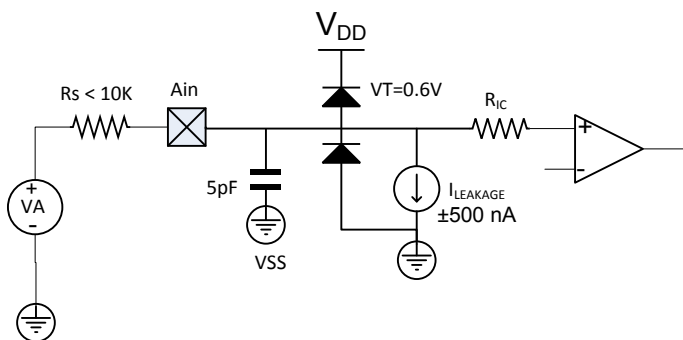 VDD
Rs < 10K
Ain
VT=0.6V
RIC
+
-
+
VA
-
5pF
ILEAKAGE
±500 nA
VSS